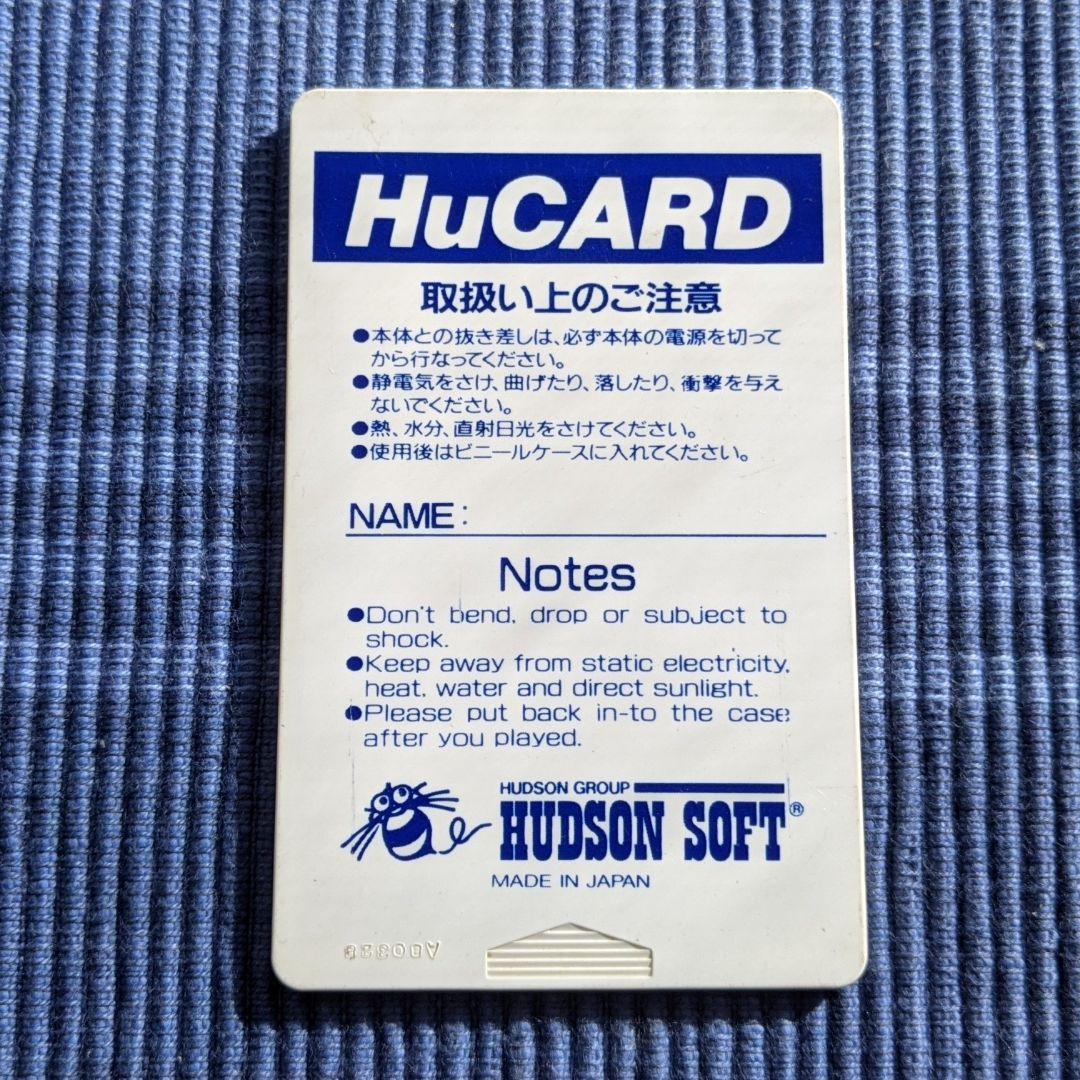 HuCARD
取扱い上のご注意
●本体との抜き差しは、必ず本体の電源を切って
から行なってください。
●静電気をさけ、曲げたり、落したり、衝撃を与え
ないでください。
●熱、水分、直射日光をさけてください。
●使用後はビニールケースに入れてください。
NAME:
Notes
●Don't bend, drop or subject to
shock.
●Keep away from static electricity,
heat, water and direct sunlight.
●Please put back in-to the case
after you played.
HUDSON GROUP
HUDSON SOFT®
MADE IN JAPAN